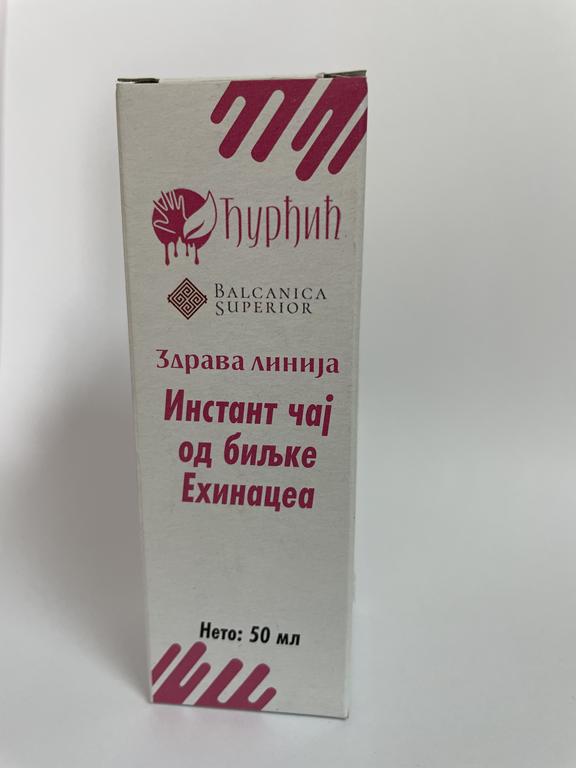 Ђурђић
BALCANICA
SUPERIOR
Здрава линија
Инстант чај
од биљке
Ехинацеа
Нето: 50 мл